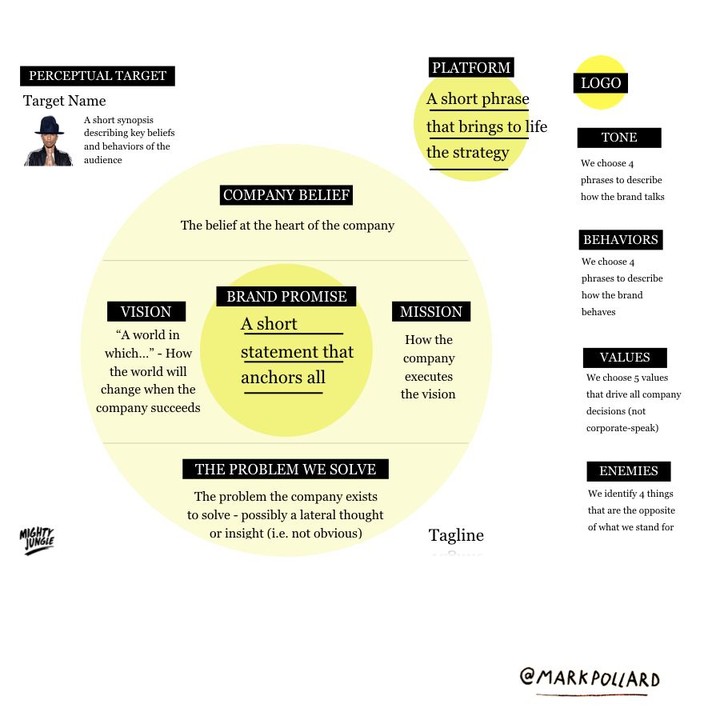 PERCEPTUAL TARGET
Target Name
A short synopsis
describing key beliefs
and behaviors of the
audience
PLATFORM
A short phrase
that brings to life
the strategy
LOGO
TONE
We choose 4
phrases to describe
how the brand talks
BEHAVIORS
We choose 4
phrases to describe
how the brand
behaves
VALUES
We choose 5 values
that drive all company
decisions (not
corporate-speak)
ENEMIES
We identify 4 things
that are the opposite
of what we stand for
COMPANY BELIEF
The belief at the heart of the company
VISION
“A world in
which...” - How
the world will
change when the
company succeeds
BRAND PROMISE
A short
statement that
anchors all
MISSION
How the
company
executes
the vision
THE PROBLEM WE SOLVE
The problem the company exists
to solve - possibly a lateral thought
or insight (i.e. not obvious)
Tagline
MIGHTY
JUNGLE
@MARKPOLLARD